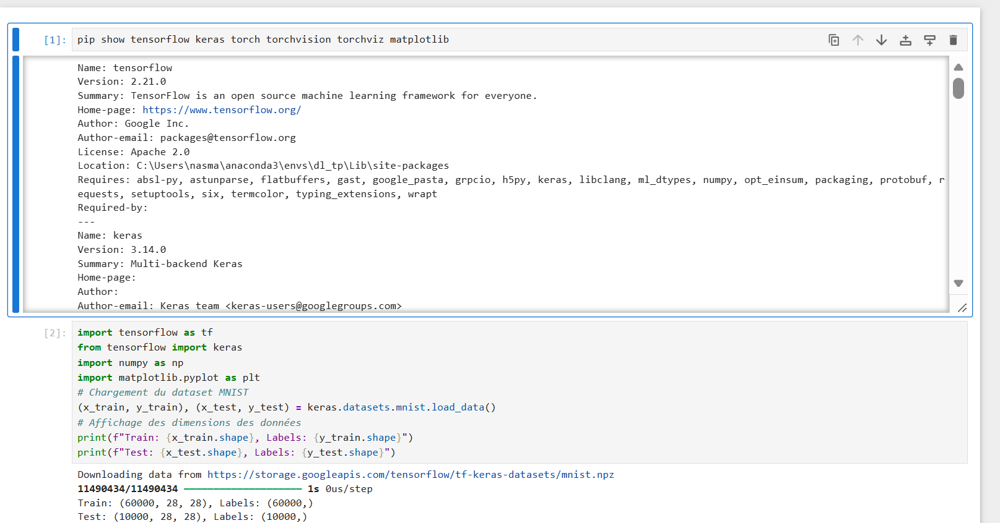 [1]: pip show tensorflow keras torch torchvision torchviz matplotlib
Name: tensorflow
Version: 2.21.0
Summary: TensorFlow is an open source machine learning framework for everyone.
Home-page: https://www.tensorflow.org/
Author: Google Inc.
Author-email: packages@tensorflow.org
License: Apache 2.0
Location: C:\Users\nasma\anaconda3\envs\dl_tp\Lib\site-packages
Requires: absl-py, astunparse, flatbuffers, gast, google_pasta, grpcio, h5py, keras, libclang, ml_dtypes, numpy, opt_einsum, packaging, protobuf, r
equests, setuptools, six, termcolor, typing_extensions, wrapt
Required-by:
---
Name: keras
Version: 3.14.0
Summary: Multi-backend Keras
Home-page:
Author:
Author-email: Keras team <keras-users@googlegroups.com>
[2]: import tensorflow as tf
from tensorflow import keras
import numpy as np
import matplotlib.pyplot as plt
# Chargement du dataset MNIST
(x_train, y_train), (x_test, y_test) = keras.datasets.mnist.load_data()
# Affichage des dimensions des données
print(f"Train: {x_train.shape}, Labels: {y_train.shape}")
print(f"Test: {x_test.shape}, Labels: {y_test.shape}")
Downloading data from https://storage.googleapis.com/tensorflow/tf-keras-datasets/mnist.npz
11490434/11490434 ━━━━━━━━━━━━━━━━━━━━ 1s 0us/step
Train: (60000, 28, 28), Labels: (60000,)
Test: (10000, 28, 28), Labels: (10000,)